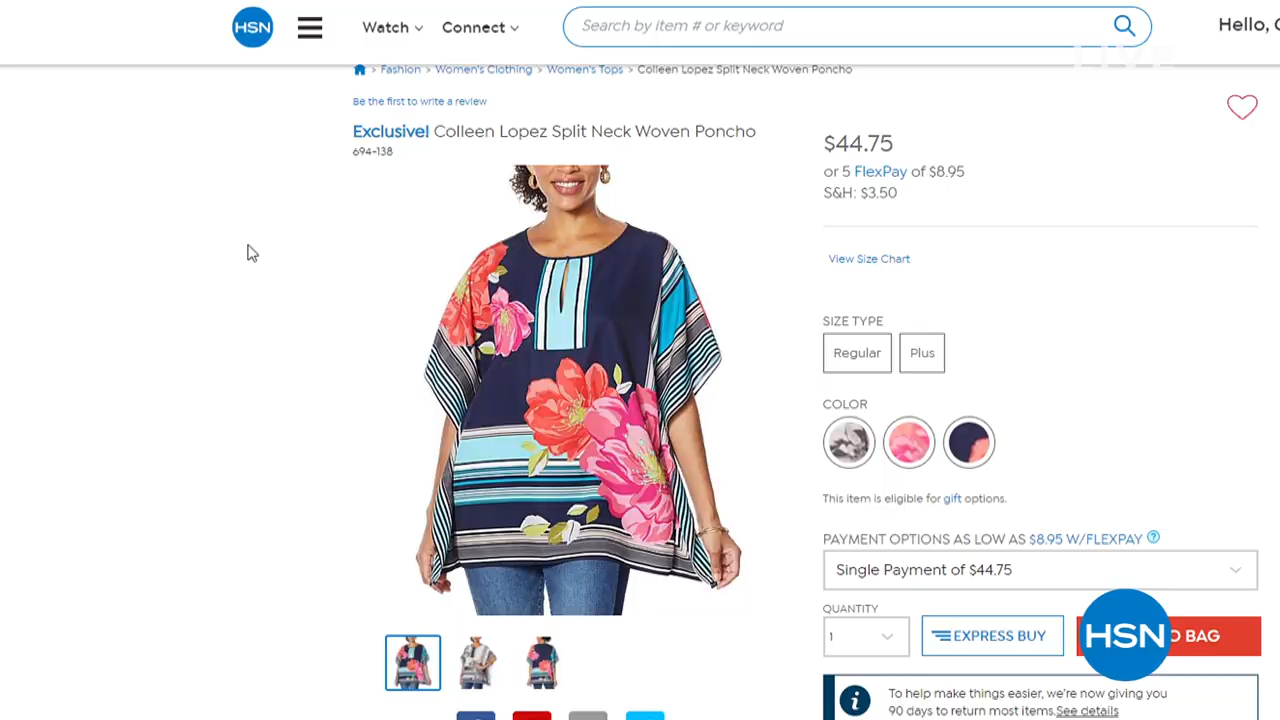 HSN
Watch
Connect
Search by item # or keyword
Hello,
LIVE
> Fashion > Women's Clothing > Women's Tops > Colleen Lopez Split Neck Woven Poncho
Be the first to write a review
Exclusive! Colleen Lopez Split Neck Woven Poncho
694-138
$44.75
or 5 FlexPay of $8.95
S&H: $3.50
View Size Chart
SIZE TYPE
Regular
Plus
COLOR
This item is eligible for gift options.
PAYMENT OPTIONS AS LOW AS $8.95 W/FLEXPAY ?
Single Payment of $44.75
QUANTITY
1
EXPRESS BUY
HSN
BAG
To help make things easier, we're now giving you
90 days to return most items. See details